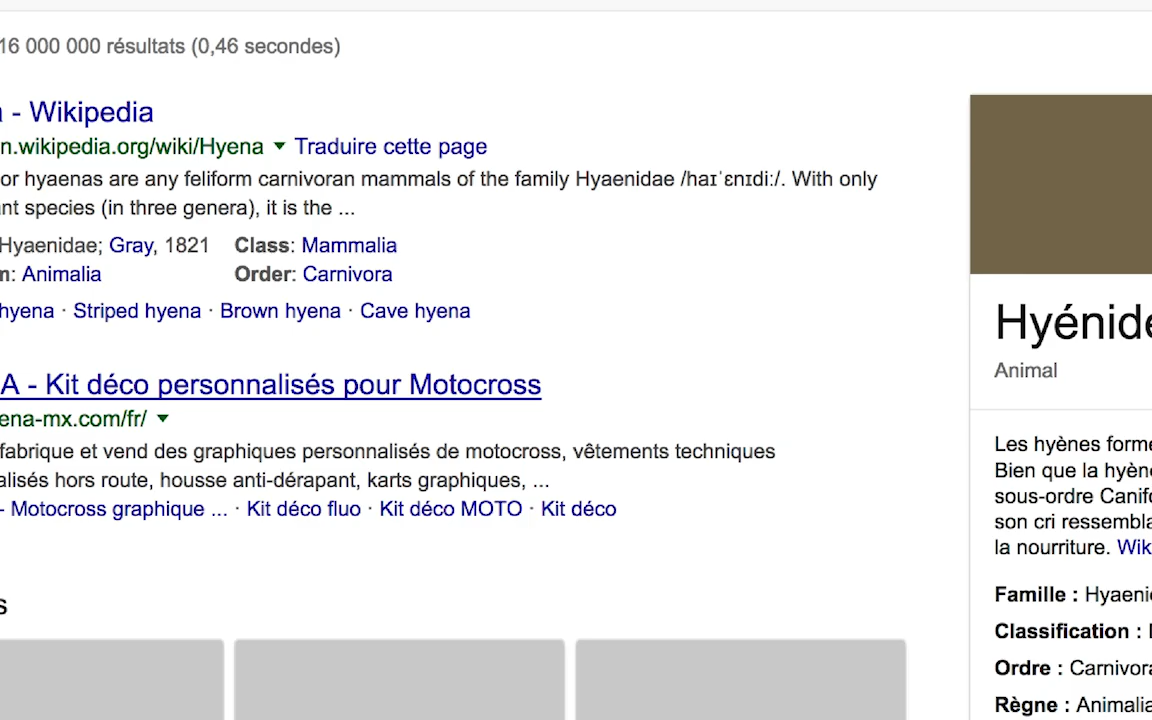 16 000 000 résultats (0,46 secondes)
- Wikipedia
n.wikipedia.org/wiki/Hyena ▼ Traduire cette page
or hyaenas are any feliform carnivoran mammals of the family Hyaenidae /haɪˈɛnɪdiː/. With only
nt species (in three genera), it is the ...
Hyaenidae; Gray, 1821 Class: Mammalia
m: Animalia Order: Carnivora
hyena · Striped hyena · Brown hyena · Cave hyena
A - Kit déco personnalisés pour Motocross
ena-mx.com/fr/ ▼
fabrique et vend des graphiques personnalisés de motocross, vêtements techniques
alisés hors route, housse anti-dérapant, karts graphiques, ...
- Motocross graphique ... · Kit déco fluo · Kit déco MOTO · Kit déco
s
Hyénide
Animal
Les hyènes forme
Bien que la hyèn
sous-ordre Canifo
son cri ressembla
la nourriture. Wik
Famille : Hyaeni
Classification :
Ordre : Carnivora
Règne : Animalia